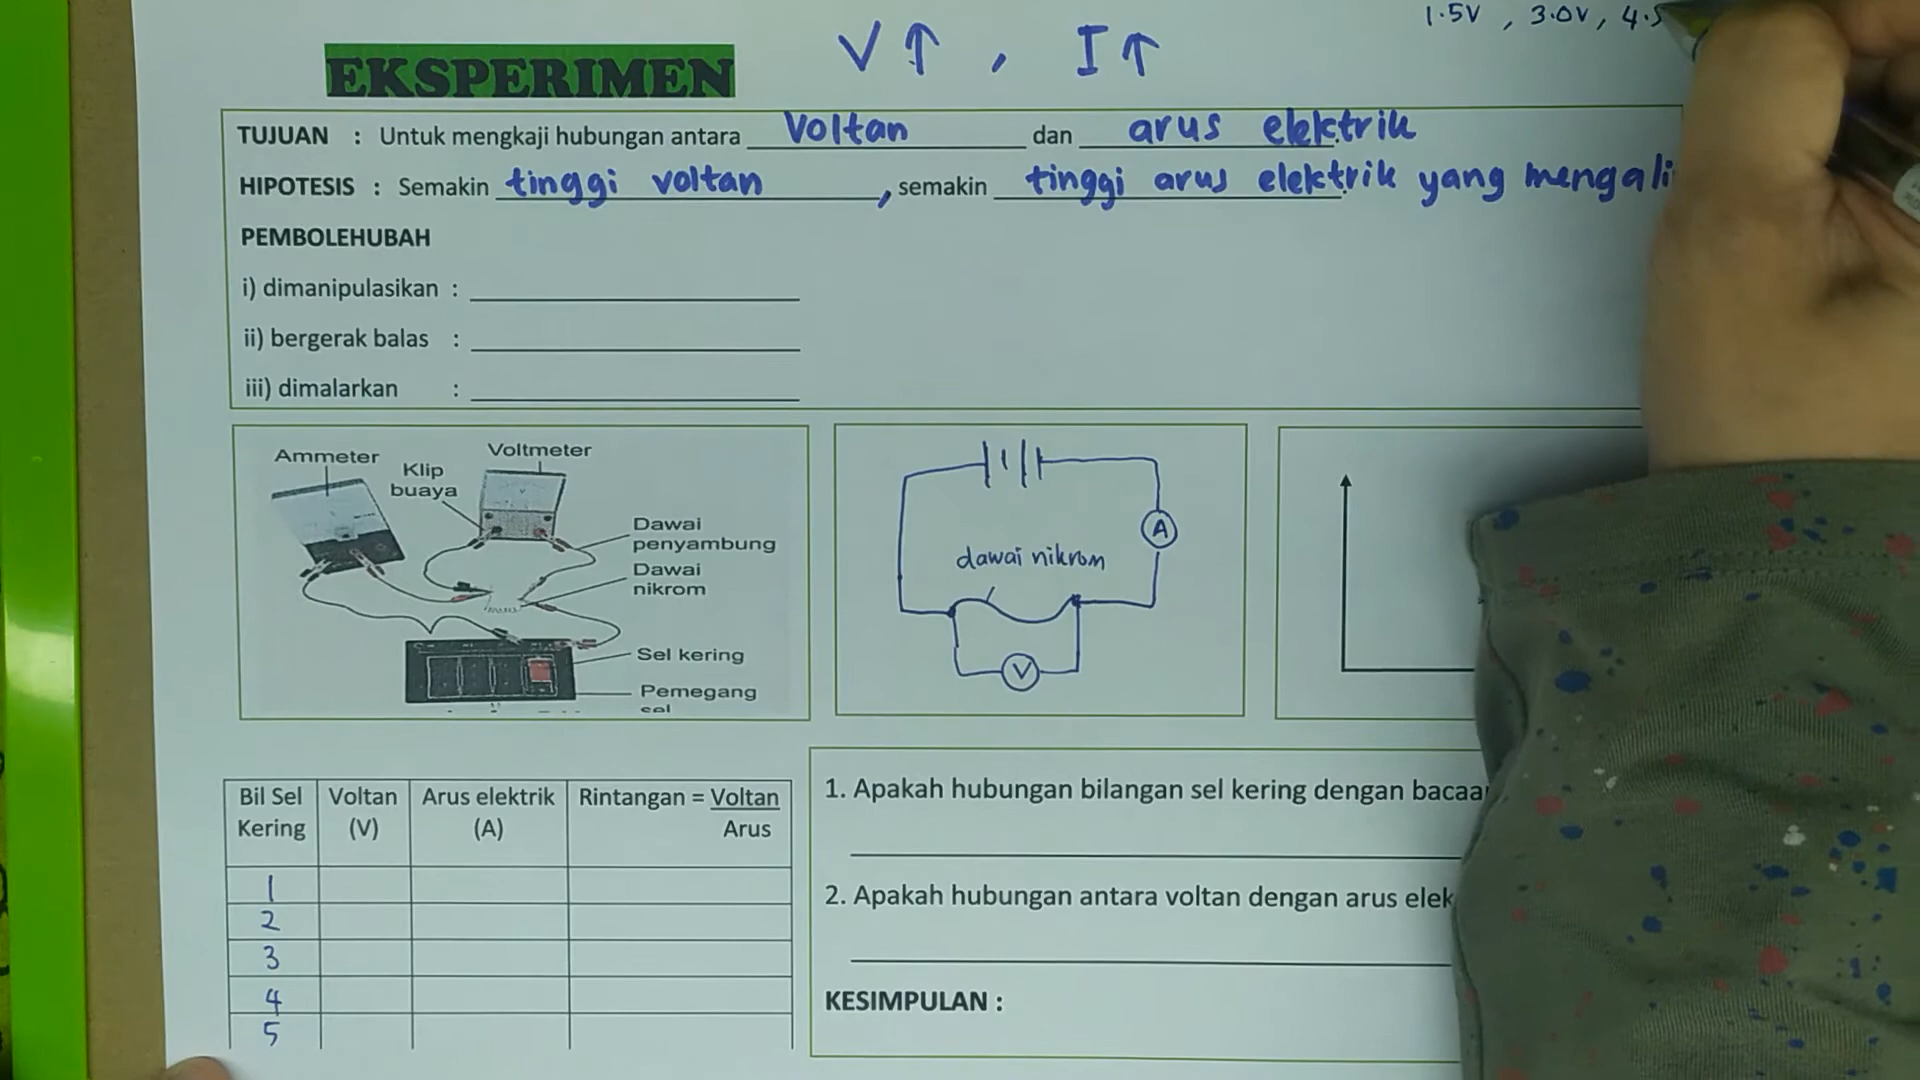 1.5V , 3.0V, 4.5
V↑ , I↑
EKSPERIMEN
TUJUAN : Untuk mengkaji hubungan antara Voltan dan arus elektrik.
HIPOTESIS : Semakin tinggi voltan, semakin tinggi arus elektrik yang mengali
PEMBOLEHUBAH
i) dimanipulasikan : ____
ii) bergerak balas : ____
iii) dimalarkan : ____
Ammeter
Klip
buaya
Voltmeter
Dawai
penyambung
Dawai
nikrom
Sel kering
Pemegang
sel
A
dawai nikrom
V
Bil Sel Kering Voltan (V) Arus elektrik (A) Rintangan = Voltan Arus
1
2
3
4
5
1. Apakah hubungan bilangan sel kering dengan bacaa
2. Apakah hubungan antara voltan dengan arus elek
KESIMPULAN :